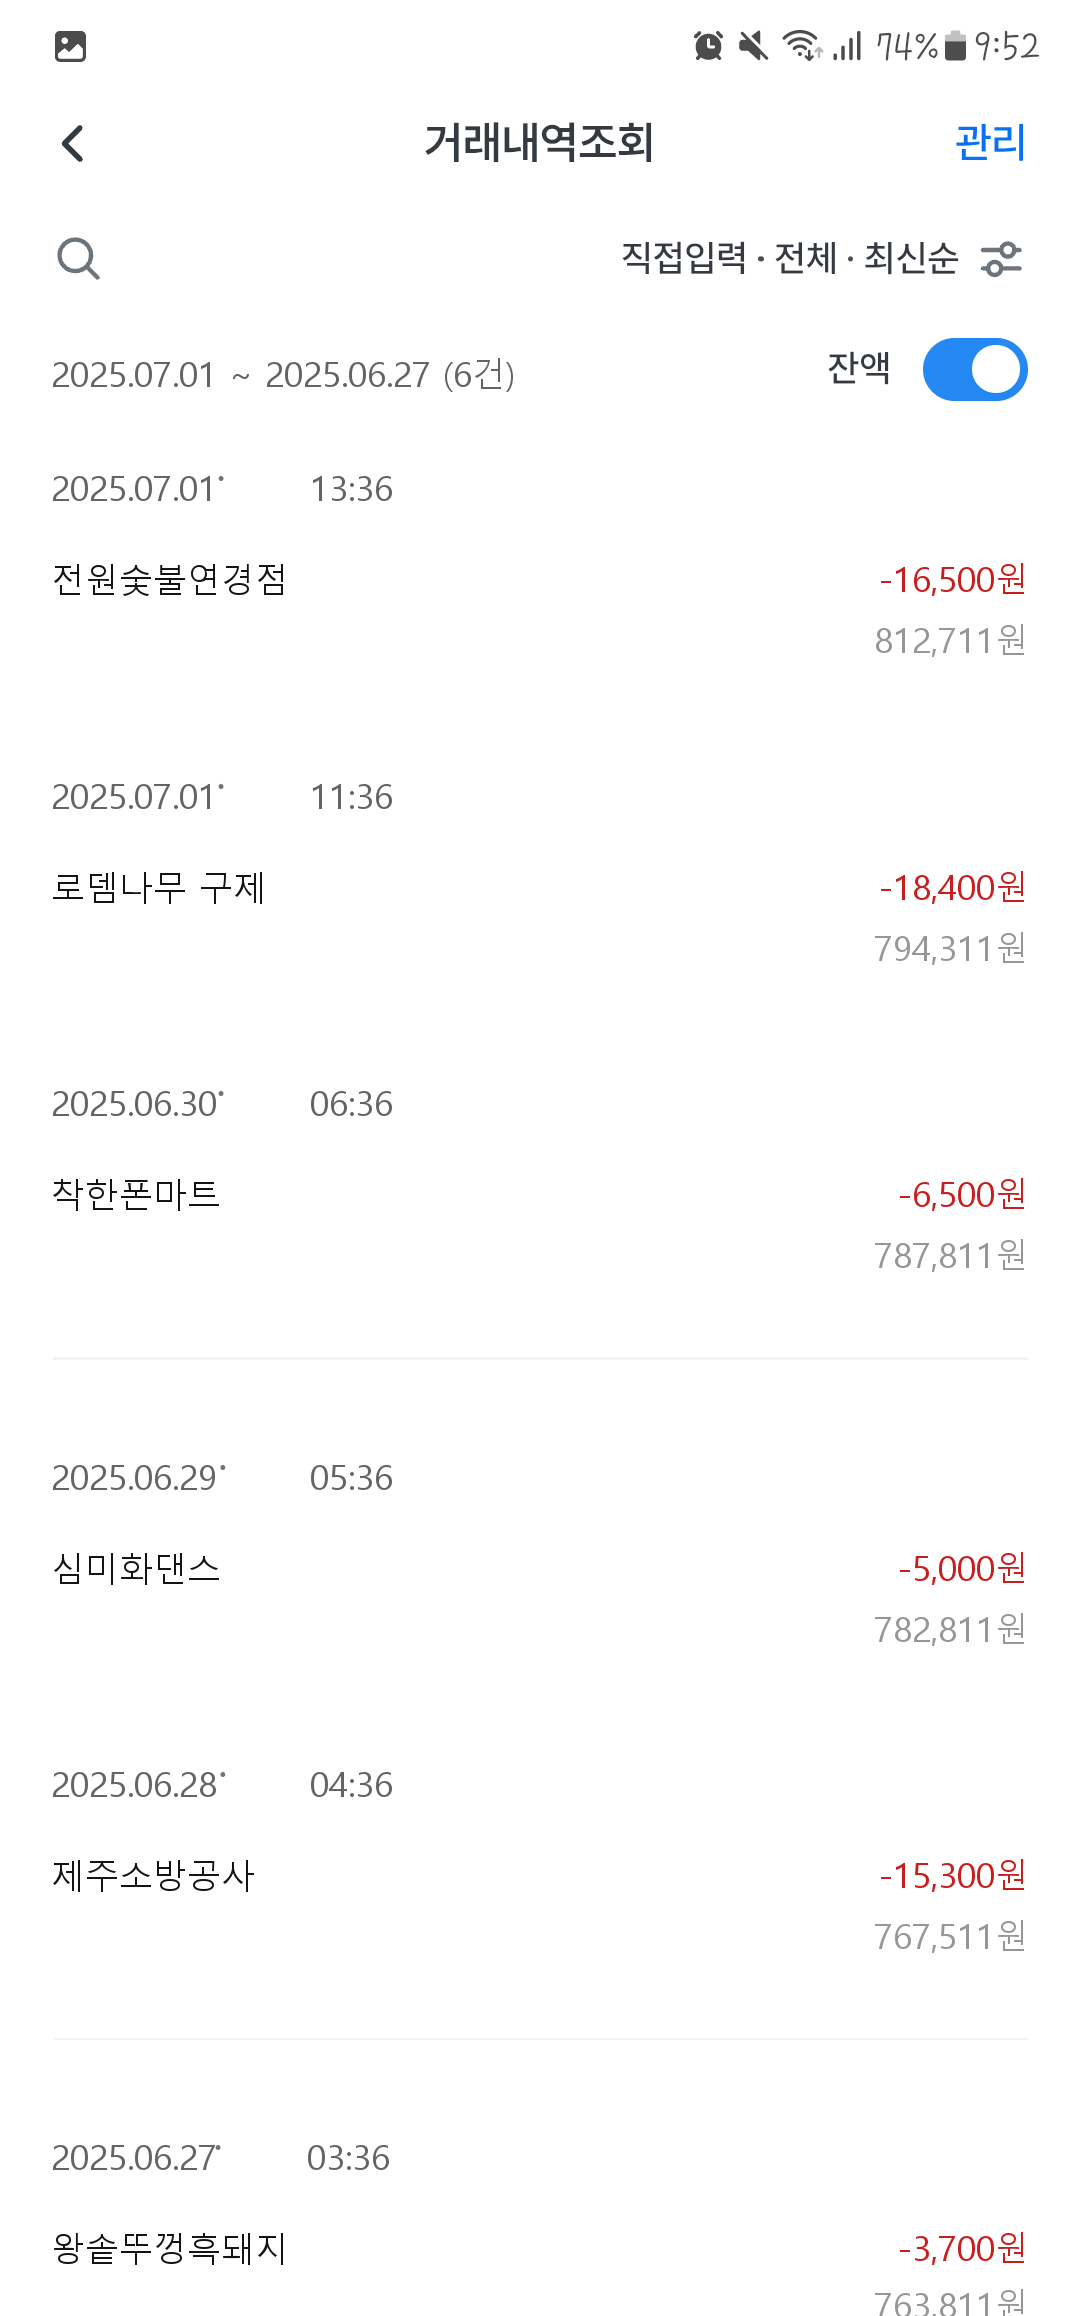 74% 9:52
거래내역조회 관리
직접입력 · 전체 · 최신순
2025.07.01 ~ 2025.06.27 (6건) 잔액
2025.07.01· 13:36
전원숯불연경점 -16,500원
812,711원
2025.07.01· 11:36
로뎀나무 구제 -18,400원
794,311원
2025.06.30· 06:36
착한폰마트 -6,500원
787,811원
2025.06.29· 05:36
심미화댄스 -5,000원
782,811원
2025.06.28· 04:36
제주소방공사 -15,300원
767,511원
2025.06.27· 03:36
왕솥뚜껑흑돼지 -3,700원
763,811원